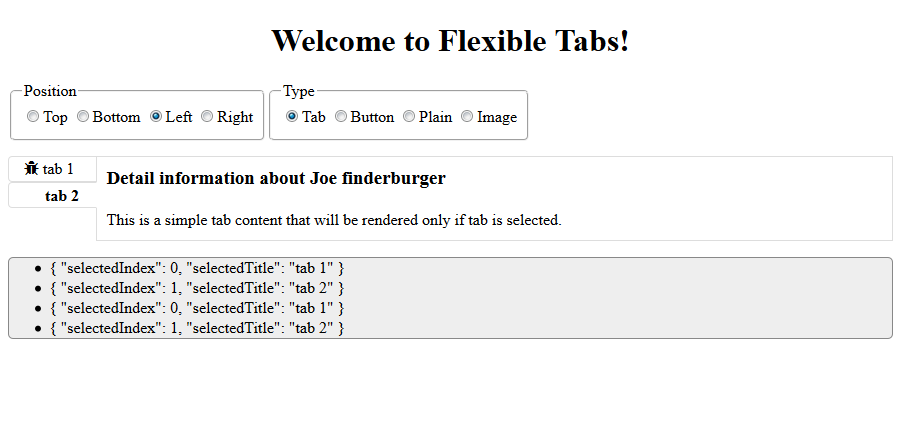 Welcome to Flexible Tabs!
Position
Type
Top Bottom Left Right
Tab Button Plain Image
tab 1
tab 2
Detail information about Joe finderburger
This is a simple tab content that will be rendered only if tab is selected.
• { "selectedIndex": 0, "selectedTitle": "tab 1" }
• { "selectedIndex": 1, "selectedTitle": "tab 2" }
• { "selectedIndex": 0, "selectedTitle": "tab 1" }
• { "selectedIndex": 1, "selectedTitle": "tab 2" }